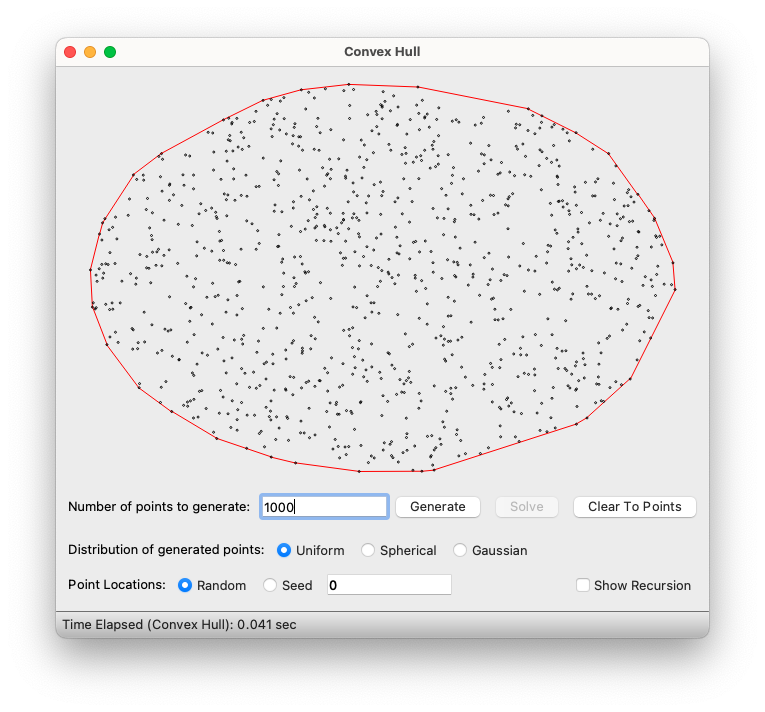 Convex Hull
Number of points to generate: 1000 Generate Solve Clear To Points
Distribution of generated points: Uniform Spherical Gaussian
Point Locations: Random Seed 0 Show Recursion
Time Elapsed (Convex Hull): 0.041 sec